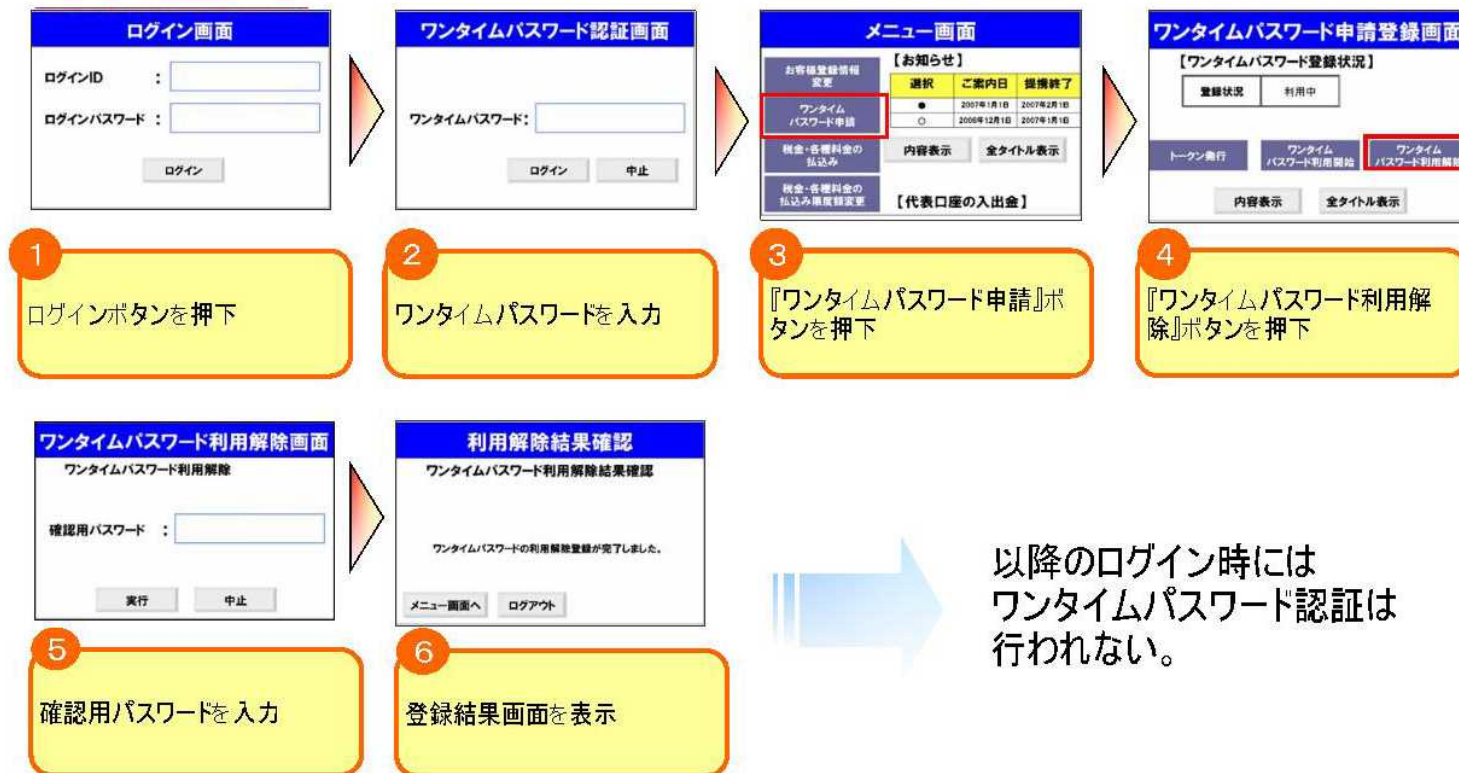 ログイン画面
ログインID :
ログインパスワード :
ログイン
1
ログインボタンを押下
ワンタイムパスワード認証画面
ワンタイムパスワード:
ログイン 中止
2
ワンタイムパスワードを入力
メニュー画面
お客様登録情報
変更
ワンタイム
パスワード申請
税金・各種料金の
払込み
税金・各種料金の
払込み限度額変更
【お知らせ】
選択 ご案内日 提携終了
● 2007年1月1日 2007年2月1日
○ 2006年12月1日 2007年1月1日
内容表示 全タイトル表示
【代表口座の入出金】
3
『ワンタイムパスワード申請』ボ
タンを押下
ワンタイムパスワード申請登録画面
【ワンタイムパスワード登録状況】
登録状況 利用中
トークン発行
ワンタイム
パスワード利用開始
ワンタイム
パスワード利用解除
内容表示 全タイトル表示
4
『ワンタイムパスワード利用解
除』ボタンを押下
ワンタイムパスワード利用解除画面
ワンタイムパスワード利用解除
確認用パスワード :
実行 中止
5
確認用パスワードを入力
利用解除結果確認
ワンタイムパスワード利用解除結果確認
ワンタイムパスワードの利用解除登録が完了しました。
メニュー画面へ ログアウト
6
登録結果画面を表示
以降のログイン時には
ワンタイムパスワード認証は
行われない。